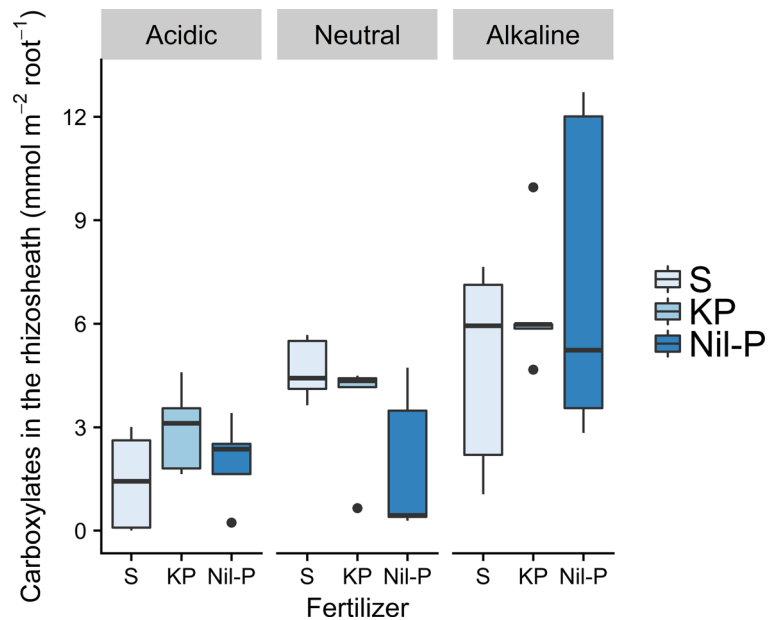 Acidic Neutral Alkaline
Carboxylates in the rhizosheath (mmol m⁻² root⁻¹)
12
9
6
3
0
S KP Nil-P S KP Nil-P S KP Nil-P
Fertilizer
S
KP
Nil-P